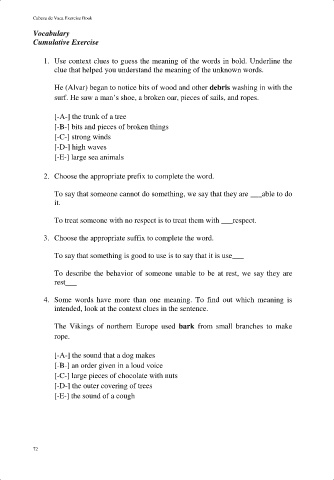 Cabeza de Vaca Exercise Book
Vocabulary
Cumulative Exercise
1. Use context clues to guess the meaning of the words in bold. Underline the
clue that helped you understand the meaning of the unknown words.
He (Alvar) began to notice bits of wood and other debris washing in with the
surf. He saw a man's shoe, a broken oar, pieces of sails, and ropes.
[-A-] the trunk of a tree
[-B-] bits and pieces of broken things
[-C-] strong winds
[-D-] high waves
[-E-] large sea animals
2. Choose the appropriate prefix to complete the word.
To say that someone cannot do something, we say that they are ___able to do
it.
To treat someone with no respect is to treat them with ___respect.
3. Choose the appropriate suffix to complete the word.
To say that something is good to use is to say that it is use___
To describe the behavior of someone unable to be at rest, we say they are
rest___
4. Some words have more than one meaning. To find out which meaning is
intended, look at the context clues in the sentence.
The Vikings of northern Europe used bark from small branches to make
rope.
[-A-] the sound that a dog makes
[-B-] an order given in a loud voice
[-C-] large pieces of chocolate with nuts
[-D-] the outer covering of trees
[-E-] the sound of a cough
72